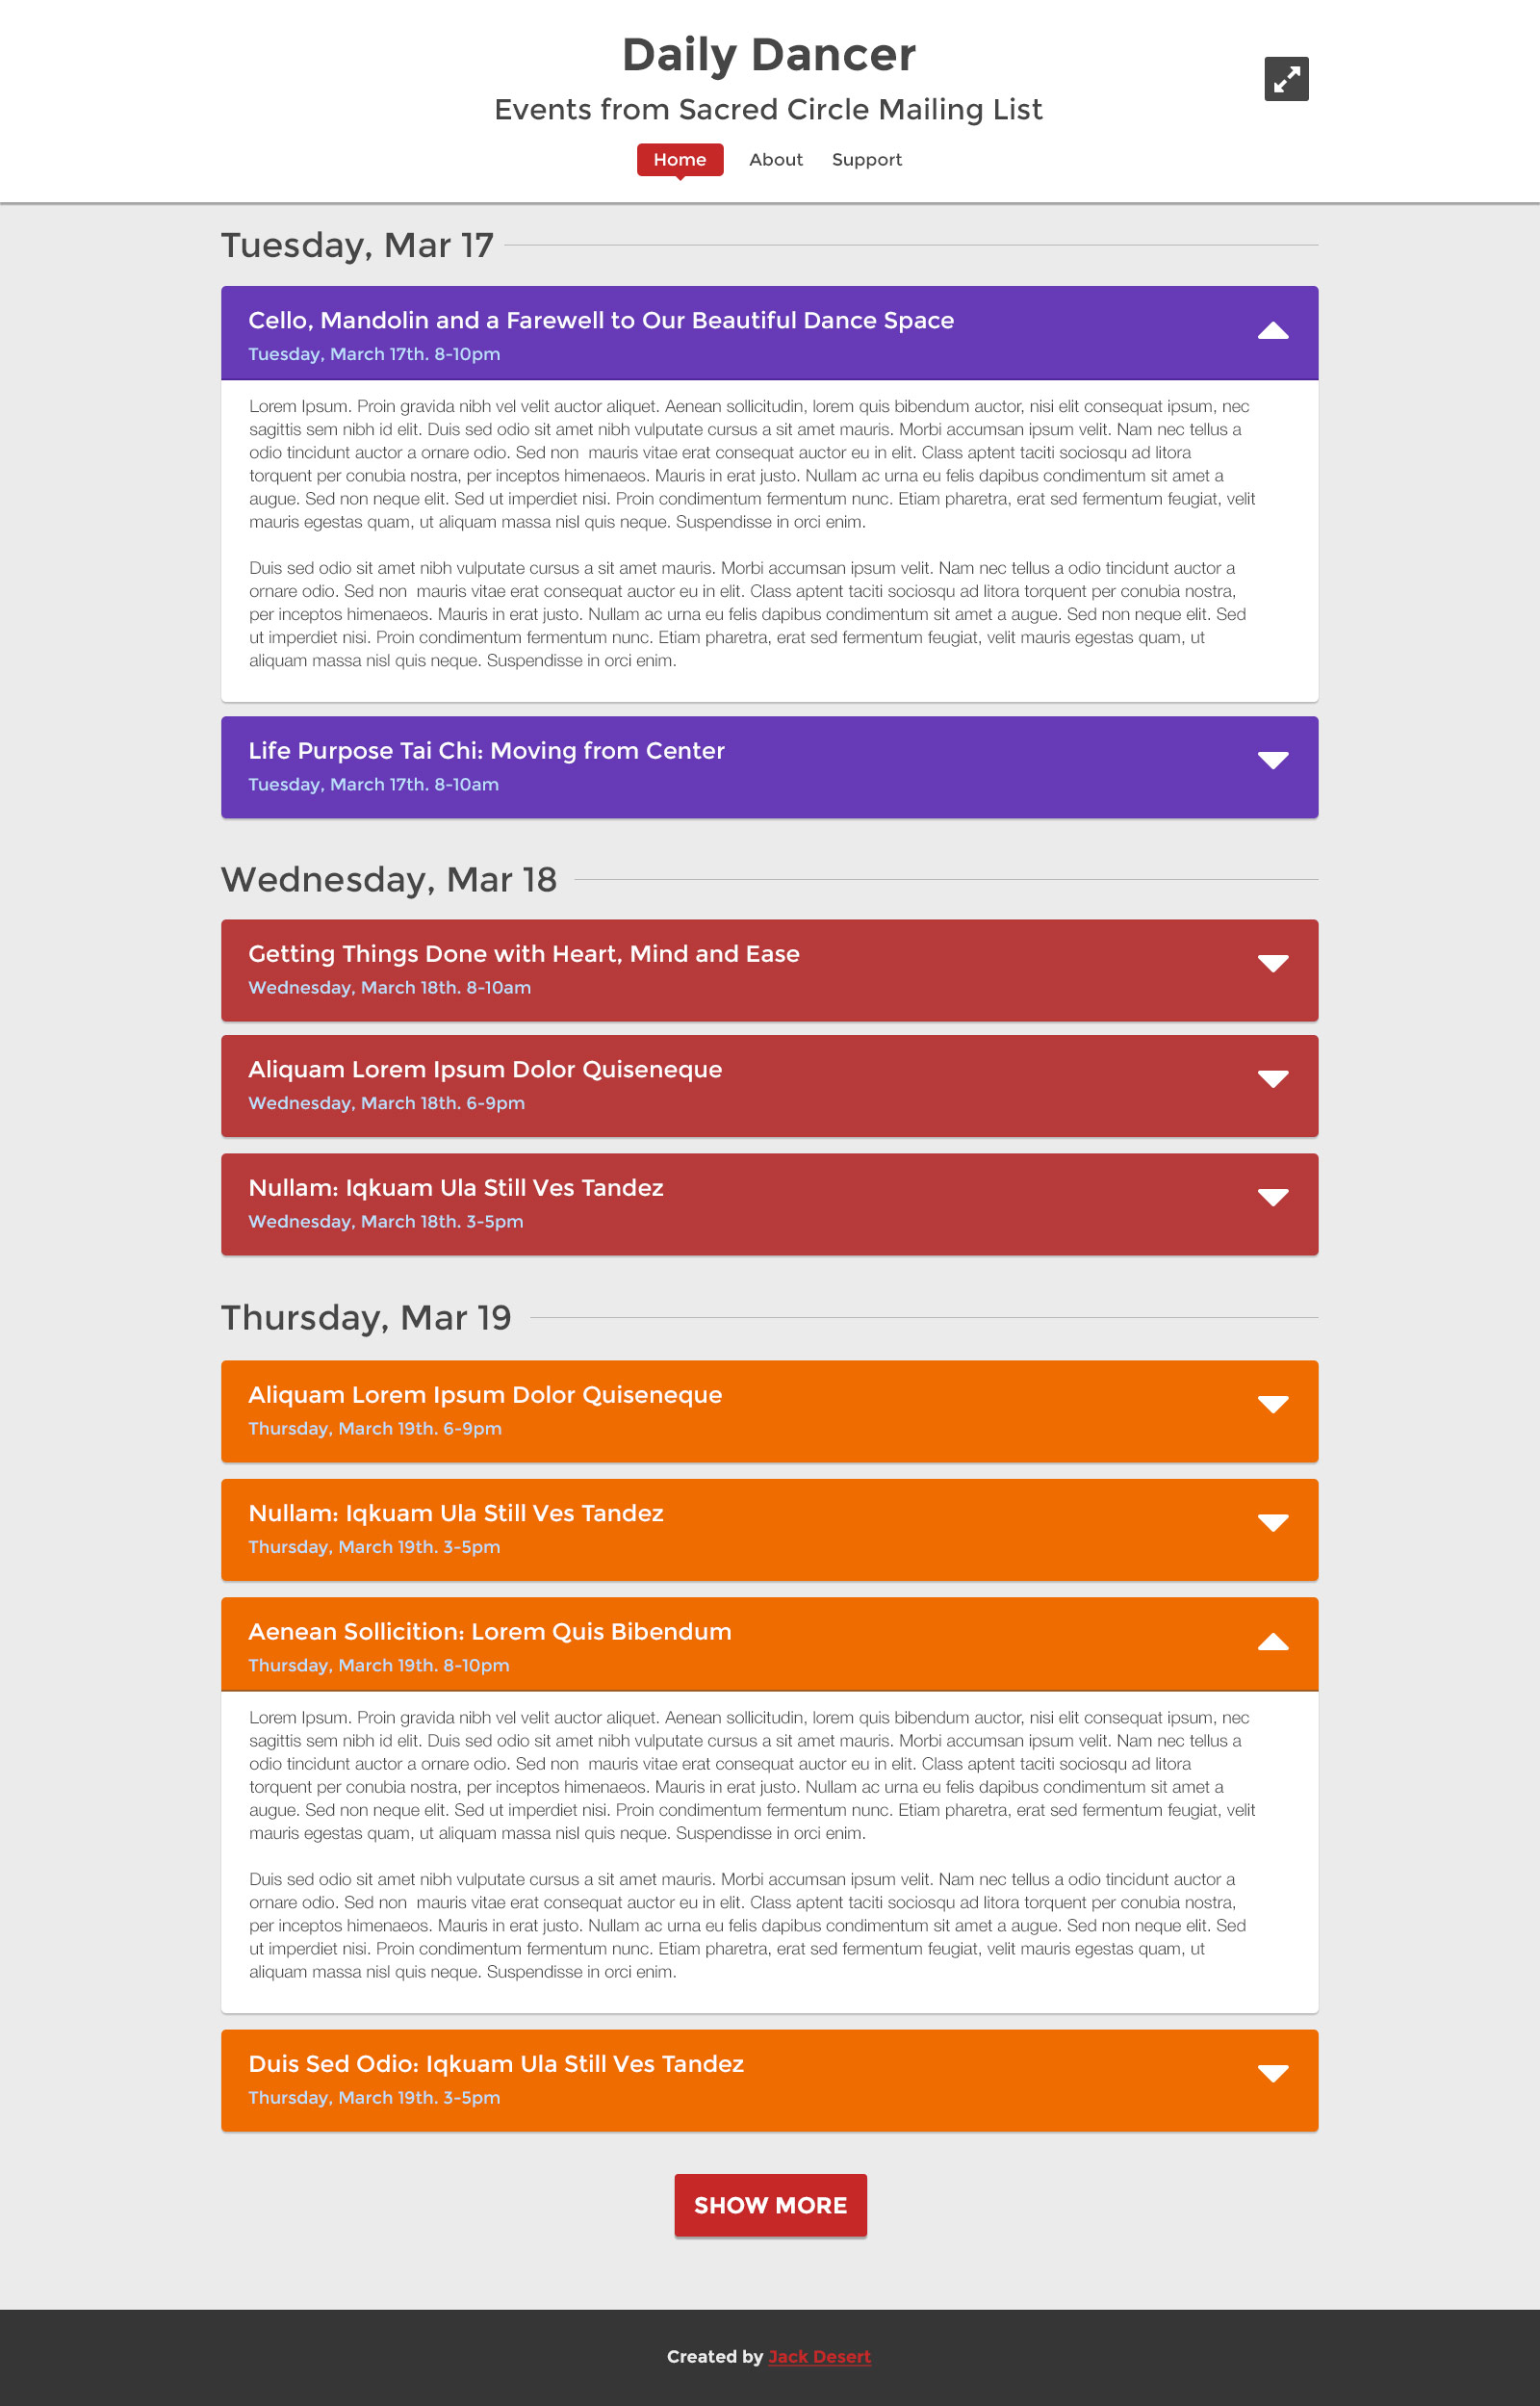 Daily Dancer
Events from Sacred Circle Mailing List
Home About Support
Tuesday, Mar 17
Cello, Mandolin and a Farewell to Our Beautiful Dance Space
Tuesday, March 17th. 8-10pm
Lorem Ipsum. Proin gravida nibh vel velit auctor aliquet. Aenean sollicitudin, lorem quis bibendum auctor, nisi elit consequat ipsum, nec
sagittis sem nibh id elit. Duis sed odio sit amet nibh vulputate cursus a sit amet mauris. Morbi accumsan ipsum velit. Nam nec tellus a
odio tincidunt auctor a ornare odio. Sed non  mauris vitae erat consequat auctor eu in elit. Class aptent taciti sociosqu ad litora
torquent per conubia nostra, per inceptos himenaeos. Mauris in erat justo. Nullam ac urna eu felis dapibus condimentum sit amet a
augue. Sed non neque elit. Sed ut imperdiet nisi. Proin condimentum fermentum nunc. Etiam pharetra, erat sed fermentum feugiat, velit
mauris egestas quam, ut aliquam massa nisl quis neque. Suspendisse in orci enim.
Duis sed odio sit amet nibh vulputate cursus a sit amet mauris. Morbi accumsan ipsum velit. Nam nec tellus a odio tincidunt auctor a
ornare odio. Sed non  mauris vitae erat consequat auctor eu in elit. Class aptent taciti sociosqu ad litora torquent per conubia nostra,
per inceptos himenaeos. Mauris in erat justo. Nullam ac urna eu felis dapibus condimentum sit amet a augue. Sed non neque elit. Sed
ut imperdiet nisi. Proin condimentum fermentum nunc. Etiam pharetra, erat sed fermentum feugiat, velit mauris egestas quam, ut
aliquam massa nisl quis neque. Suspendisse in orci enim.
Life Purpose Tai Chi: Moving from Center
Tuesday, March 17th. 8-10am
Wednesday, Mar 18
Getting Things Done with Heart, Mind and Ease
Wednesday, March 18th. 8-10am
Aliquam Lorem Ipsum Dolor Quiseneque
Wednesday, March 18th. 6-9pm
Nullam: Iqkuam Ula Still Ves Tandez
Wednesday, March 18th. 3-5pm
Thursday, Mar 19
Aliquam Lorem Ipsum Dolor Quiseneque
Thursday, March 19th. 6-9pm
Nullam: Iqkuam Ula Still Ves Tandez
Thursday, March 19th. 3-5pm
Aenean Sollicition: Lorem Quis Bibendum
Thursday, March 19th. 8-10pm
Lorem Ipsum. Proin gravida nibh vel velit auctor aliquet. Aenean sollicitudin, lorem quis bibendum auctor, nisi elit consequat ipsum, nec
sagittis sem nibh id elit. Duis sed odio sit amet nibh vulputate cursus a sit amet mauris. Morbi accumsan ipsum velit. Nam nec tellus a
odio tincidunt auctor a ornare odio. Sed non  mauris vitae erat consequat auctor eu in elit. Class aptent taciti sociosqu ad litora
torquent per conubia nostra, per inceptos himenaeos. Mauris in erat justo. Nullam ac urna eu felis dapibus condimentum sit amet a
augue. Sed non neque elit. Sed ut imperdiet nisi. Proin condimentum fermentum nunc. Etiam pharetra, erat sed fermentum feugiat, velit
mauris egestas quam, ut aliquam massa nisl quis neque. Suspendisse in orci enim.
Duis sed odio sit amet nibh vulputate cursus a sit amet mauris. Morbi accumsan ipsum velit. Nam nec tellus a odio tincidunt auctor a
ornare odio. Sed non  mauris vitae erat consequat auctor eu in elit. Class aptent taciti sociosqu ad litora torquent per conubia nostra,
per inceptos himenaeos. Mauris in erat justo. Nullam ac urna eu felis dapibus condimentum sit amet a augue. Sed non neque elit. Sed
ut imperdiet nisi. Proin condimentum fermentum nunc. Etiam pharetra, erat sed fermentum feugiat, velit mauris egestas quam, ut
aliquam massa nisl quis neque. Suspendisse in orci enim.
Duis Sed Odio: Iqkuam Ula Still Ves Tandez
Thursday, March 19th. 3-5pm
SHOW MORE
Created by Jack Desert